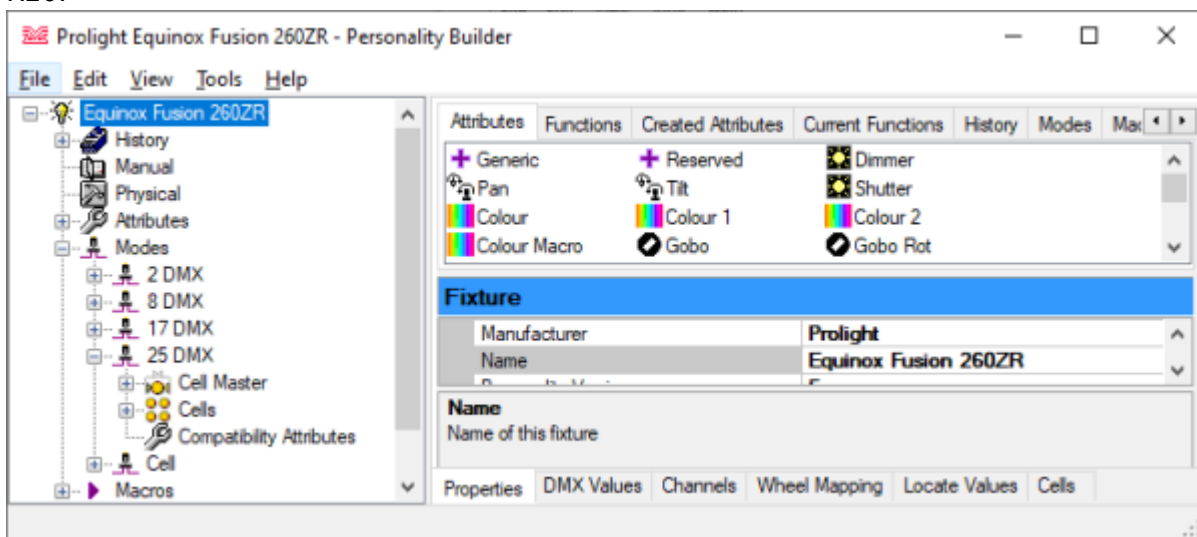 Prolight Equinox Fusion 260ZR - Personality Builder
File Edit View Tools Help
Equinox Fusion 260ZR
History
Manual
Physical
Attributes
Modes
2 DMX
8 DMX
17 DMX
25 DMX
Cell Master
Cells
Compatibility Attributes
Cell
Macros
Attributes Functions Created Attributes Current Functions History Modes
Generic Reserved Dimmer
Pan Tilt Shutter
Colour Colour 1 Colour 2
Colour Macro Gobo Gobo Rot
Fixture
Manufacturer Prolight
Name Equinox Fusion 260ZR
Name
Name of this fixture
Properties DMX Values Channels Wheel Mapping Locate Values Cells